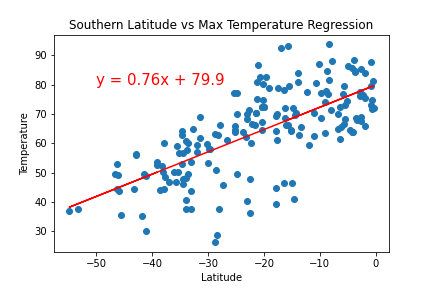 Southern Latitude vs Max Temperature Regression
90
80
y = 0.76x + 79.9
70
60
50
40
30
Temperature
−50 −40 −30 −20 −10 0
Latitude